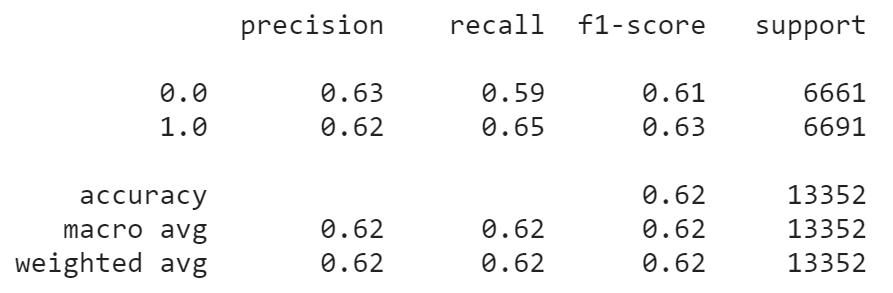 precision recall f1-score support
0.0 0.63 0.59 0.61 6661
1.0 0.62 0.65 0.63 6691
accuracy 0.62 13352
macro avg 0.62 0.62 0.62 13352
weighted avg 0.62 0.62 0.62 13352